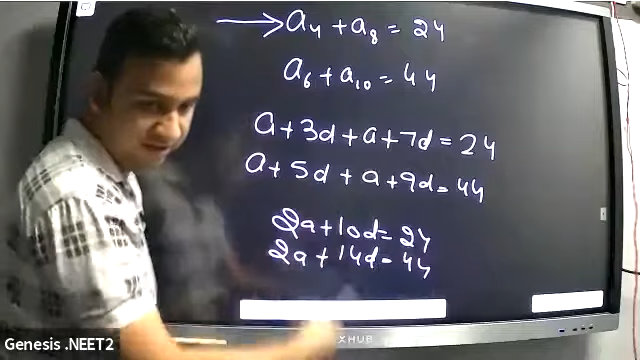 → a₄ + a₈ = 24
a₆ + a₁₀ = 44
a + 3d + a + 7d = 24
a + 5d + a + 9d = 44
2a + 10d = 24
2a + 14d = 44
XHUB
Genesis .NEET2